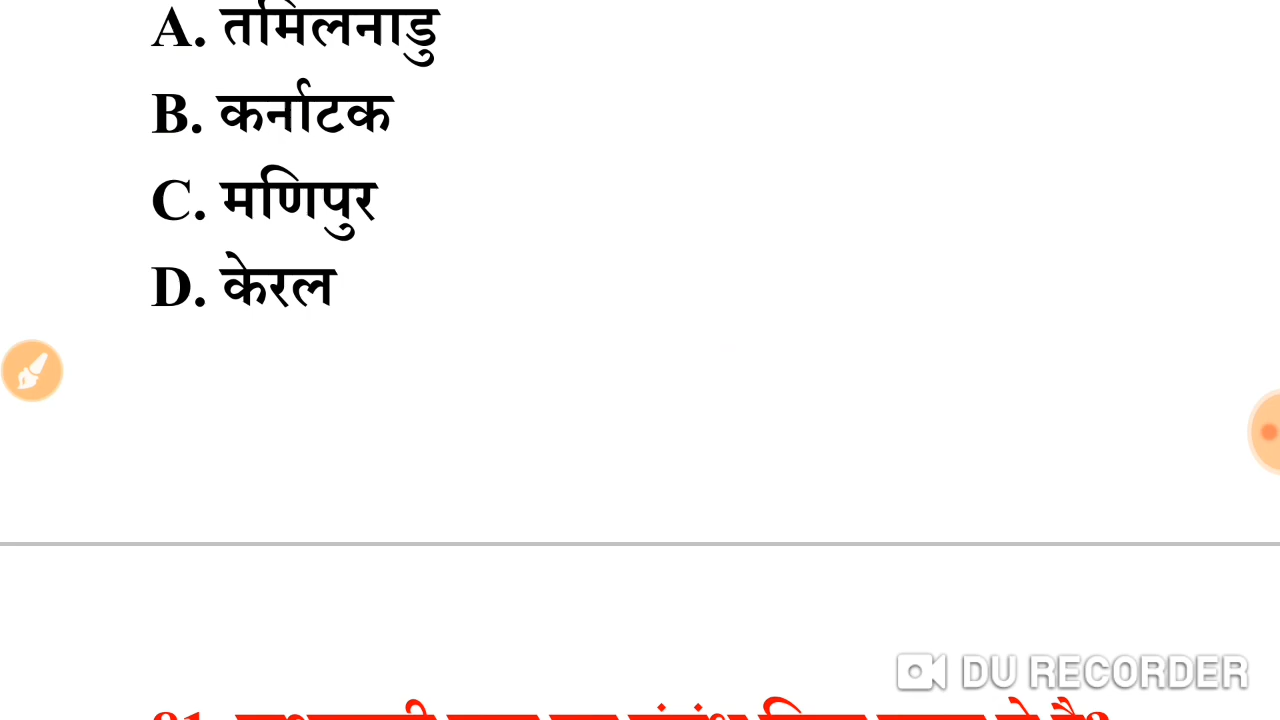 A. तमिलनाडु
B. कर्नाटक
C. मणिपुर
D. केरल
DU RECORDER